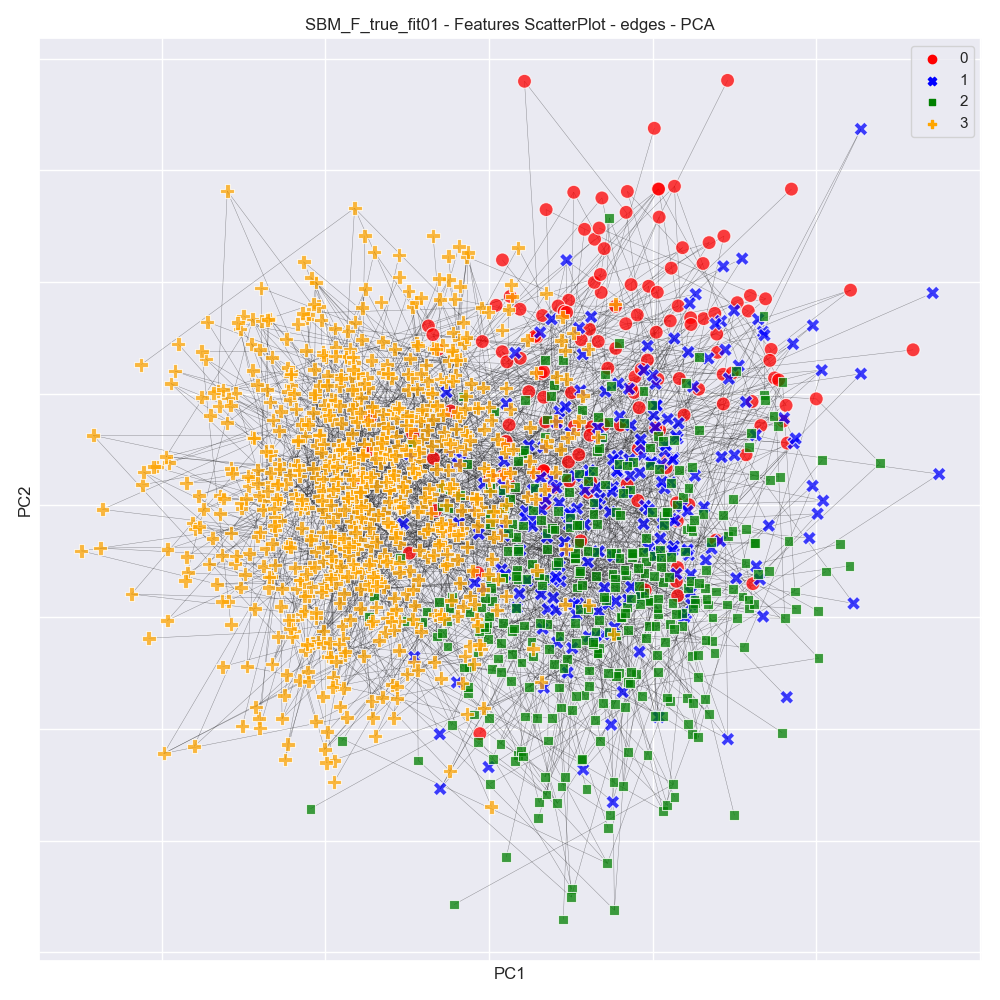 SBM_F_true_fit01 - Features ScatterPlot - edges - PCA
0
1
2
3
PC2
PC1